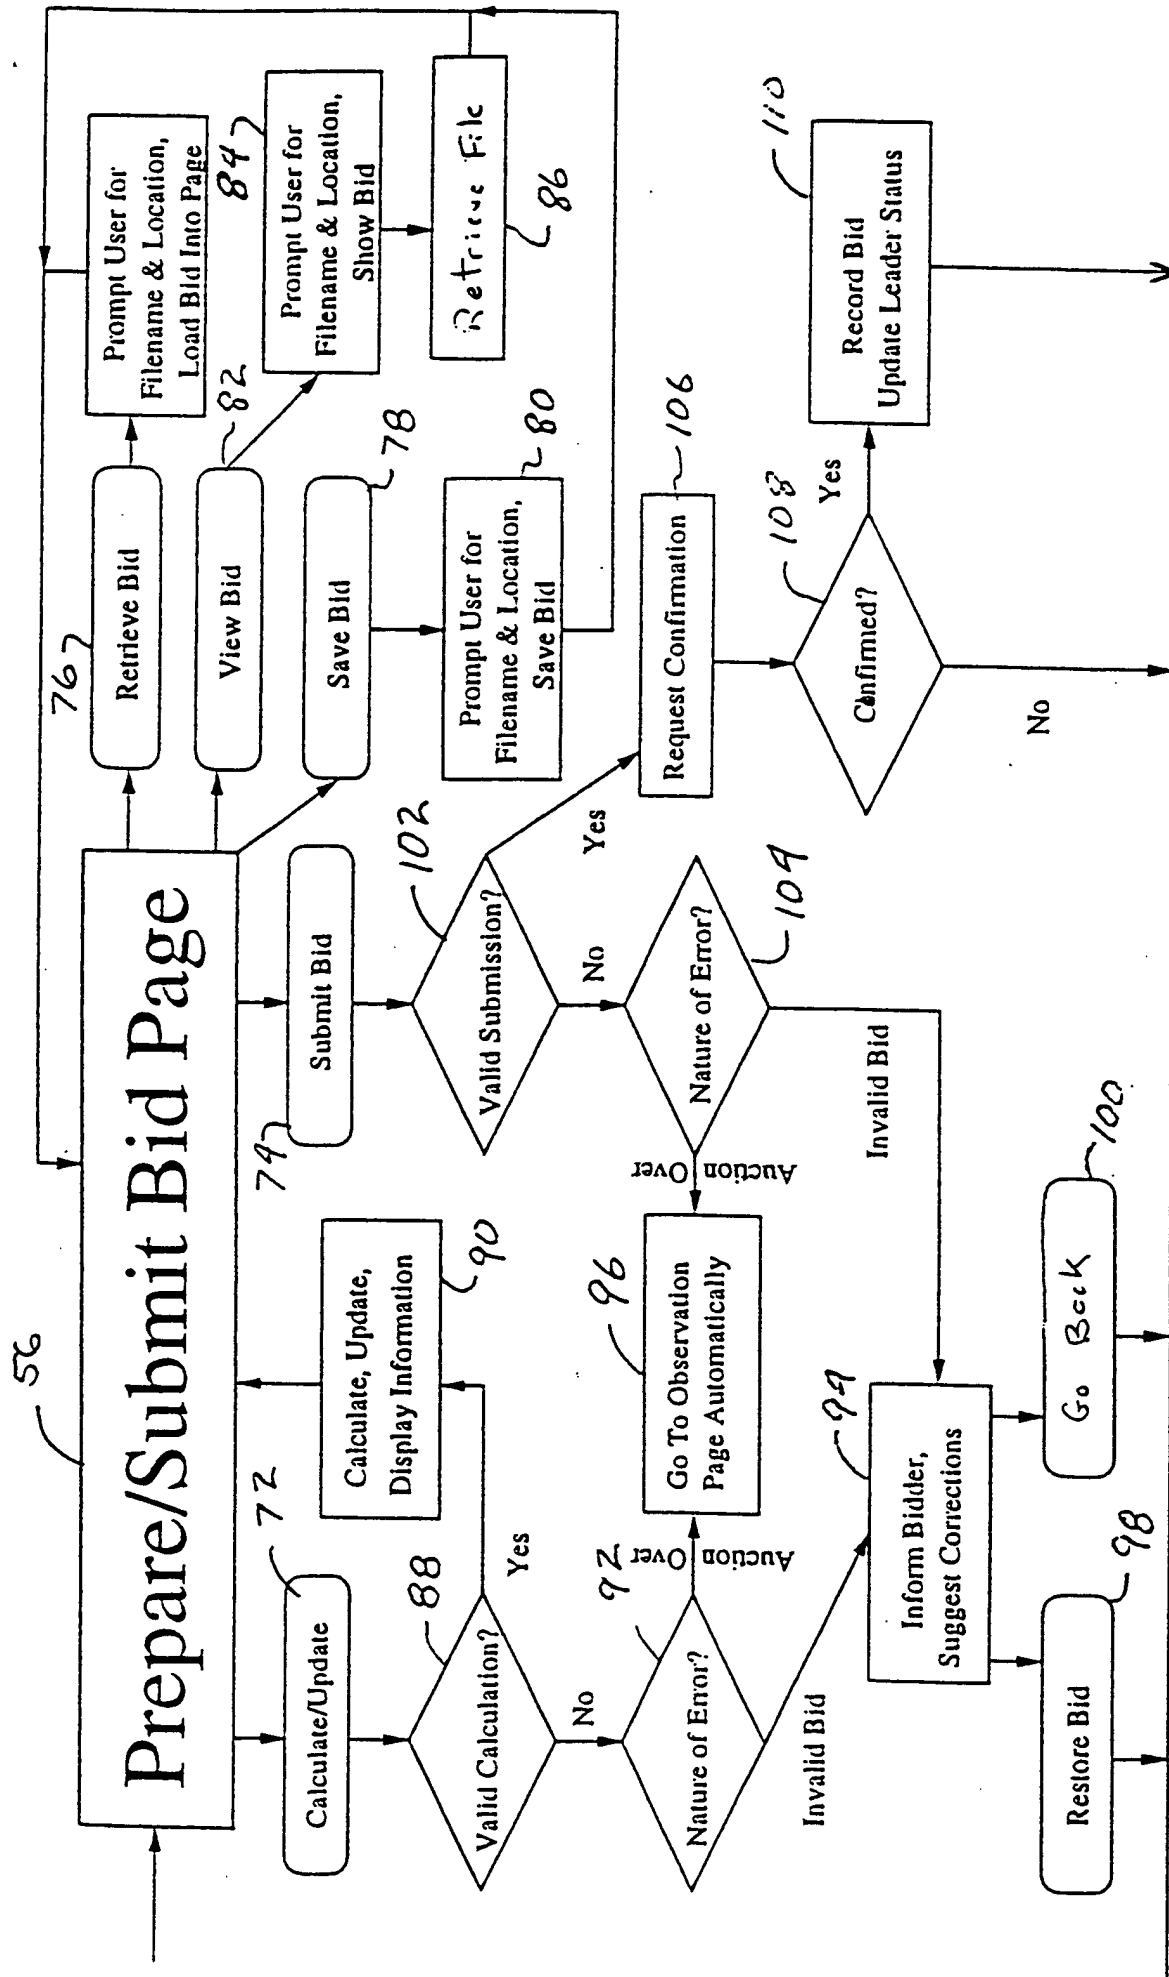 56
Prepare/Submit Bid Page
72
Calculate/Update
88
Valid Calculation?
Yes
Calculate, Update,
Display Information
90
No
92
Nature of Error?
Auction Over
Invalid Bid
96
Go To Observation
Page Automatically
94
Inform Bidder,
Suggest Corrections
Restore Bid
98
Go Back
100
74
Submit Bid
102
Valid Submission?
Yes
No
Nature of Error?
104
Auction Over
Invalid Bid
76
Retrieve Bid
Prompt User for
Filename & Location,
Load Bid Into Page
View Bid
82
84
Prompt User for
Filename & Location,
Show Bid
Retrieve File
86
Save Bid
78
Prompt User for
Filename & Location,
Save Bid
80
Request Confirmation
106
108
Confirmed?
Yes
No
Record Bid
Update Leader Status
110